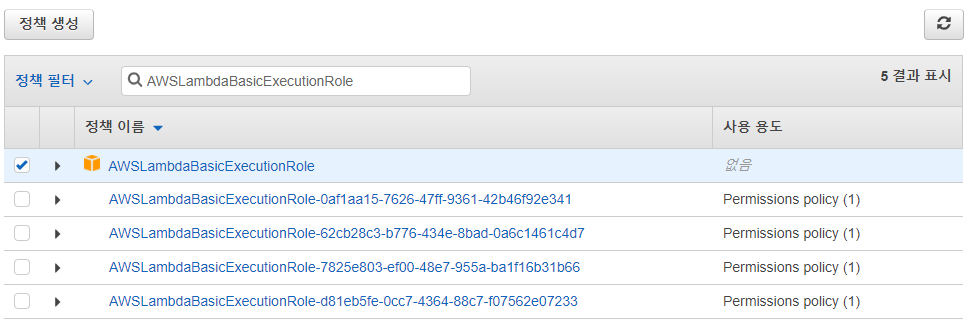 정책 생성
정책 필터 AWSLambdaBasicExecutionRole 5 결과 표시
정책 이름 사용 용도
AWSLambdaBasicExecutionRole 없음
AWSLambdaBasicExecutionRole-0af1aa15-7626-47ff-9361-42b46f92e341 Permissions policy (1)
AWSLambdaBasicExecutionRole-62cb28c3-b776-434e-8bad-0a6c1461c4d7 Permissions policy (1)
AWSLambdaBasicExecutionRole-7825e803-ef00-48e7-955a-ba1f16b31b66 Permissions policy (1)
AWSLambdaBasicExecutionRole-d81eb5fe-0cc7-4364-88c7-f07562e07233 Permissions policy (1)